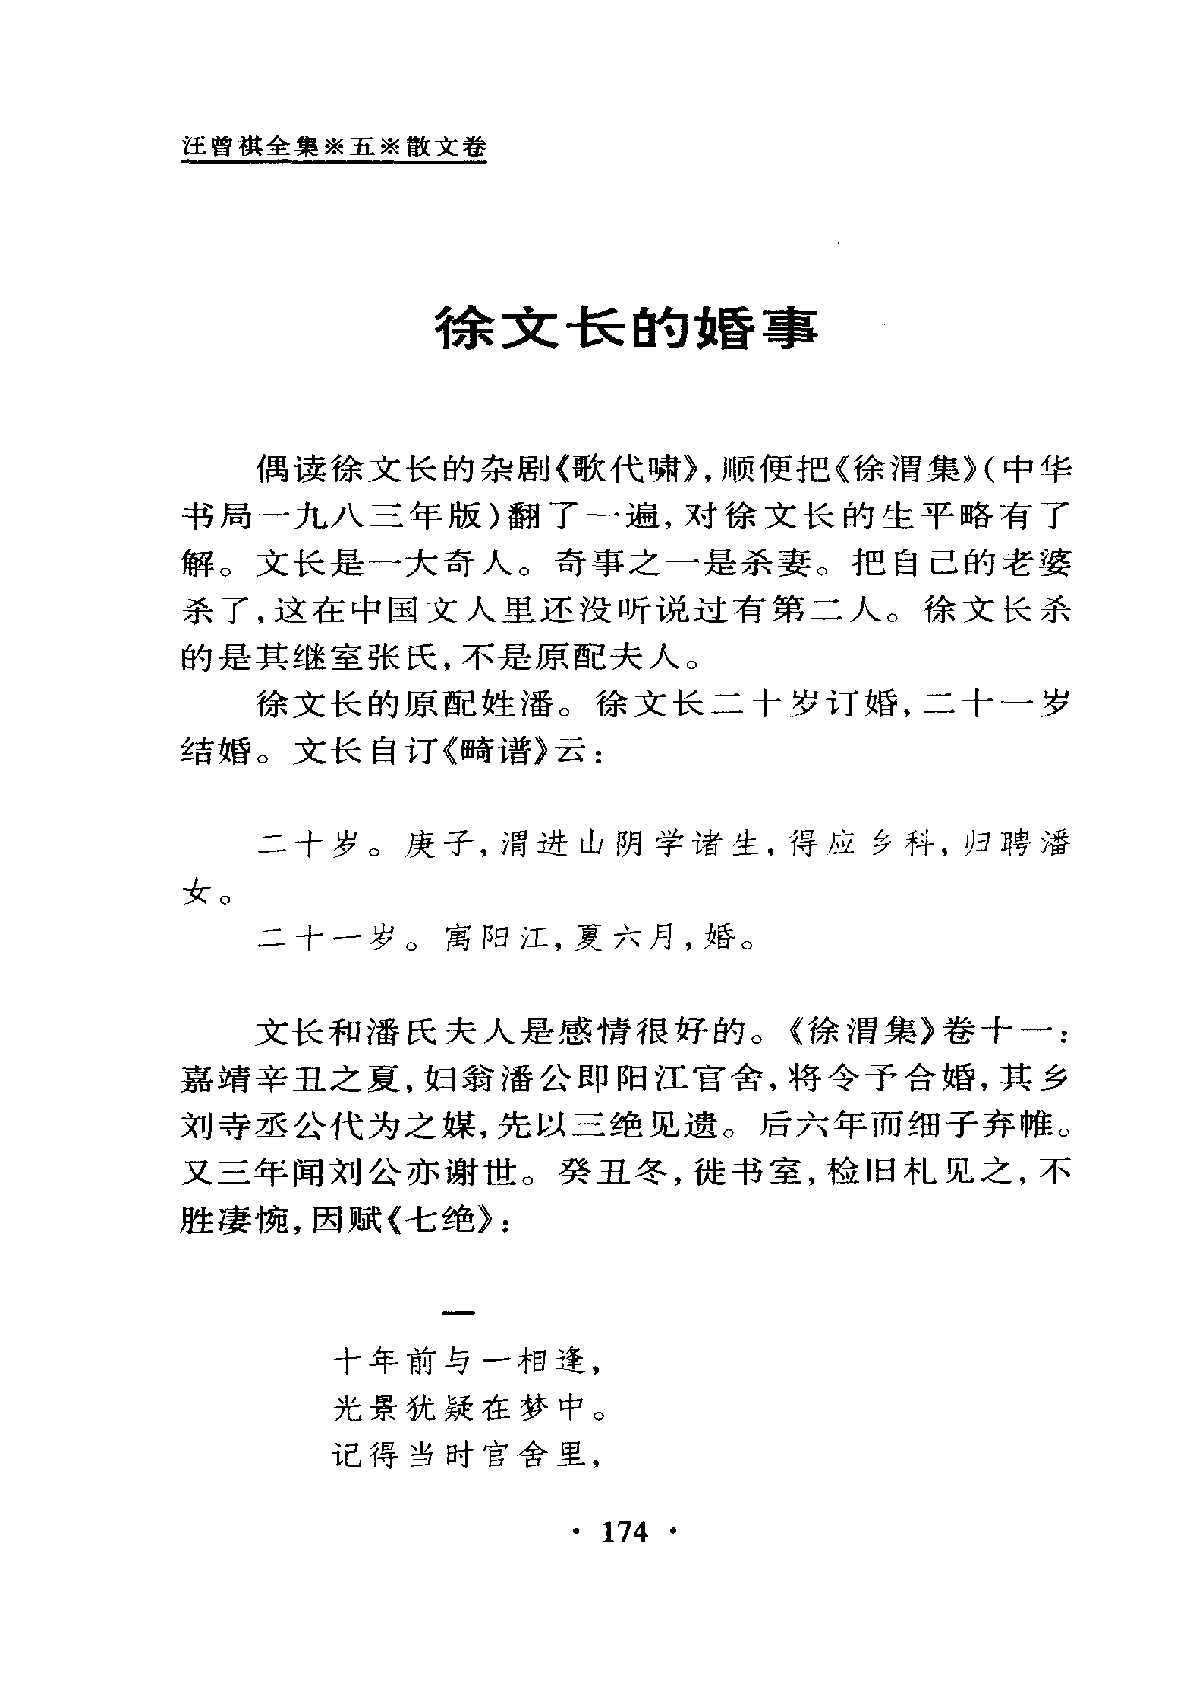 汪曾祺全集※五※散文卷
徐文长的婚事
偶读徐文长的杂剧《歌代啸》，顺便把《徐渭集》（中华
书局一九八三年版）翻了一遍，对徐文长的生平略有了
解。文长是一大奇人。奇事之一是杀妻。把自己的老婆
杀了，这在中国文人里还没听说过有第二人。徐文长杀
的是其继室张氏，不是原配夫人。
徐文长的原配姓潘。徐文长二十岁订婚，二十一岁
结婚。文长自订《畸谱》云：
二十岁。庚子，渭进山阴学诸生，得应乡科，归聘潘
女。
二十一岁。寓阳江，夏六月，婚。
文长和潘氏夫人是感情很好的。《徐渭集》卷十一：
嘉靖辛丑之夏，妇翁潘公即阳江官舍，将令予合婚，其乡
刘寺丞公代为之媒，先以三绝见遗。后六年而细子弃帷。
又三年闻刘公亦谢世。癸丑冬，徙书室，检旧札见之，不
胜凄惋，因赋《七绝》：
一
十年前与一相逢，
光景犹疑在梦中。
记得当时官舍里，
· 174 ·